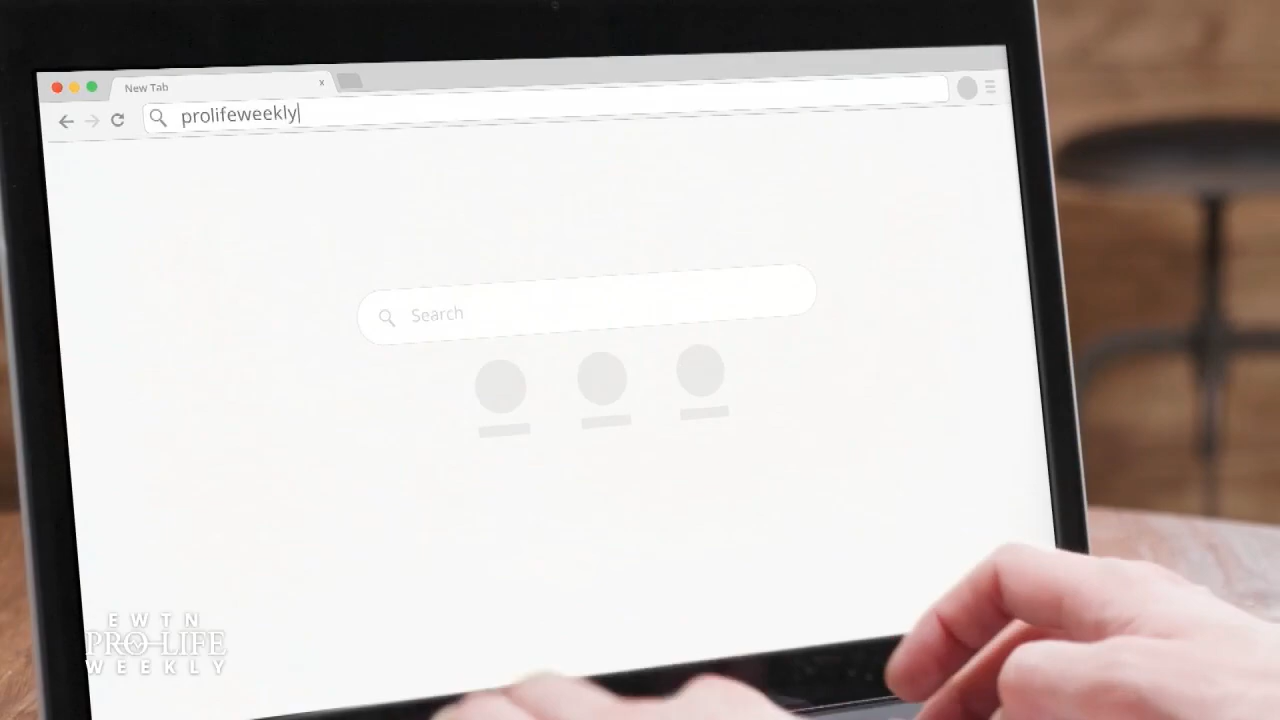 New Tab x
prolifeweekly
Search
EWTN
PRO-LIFE
WEEKLY